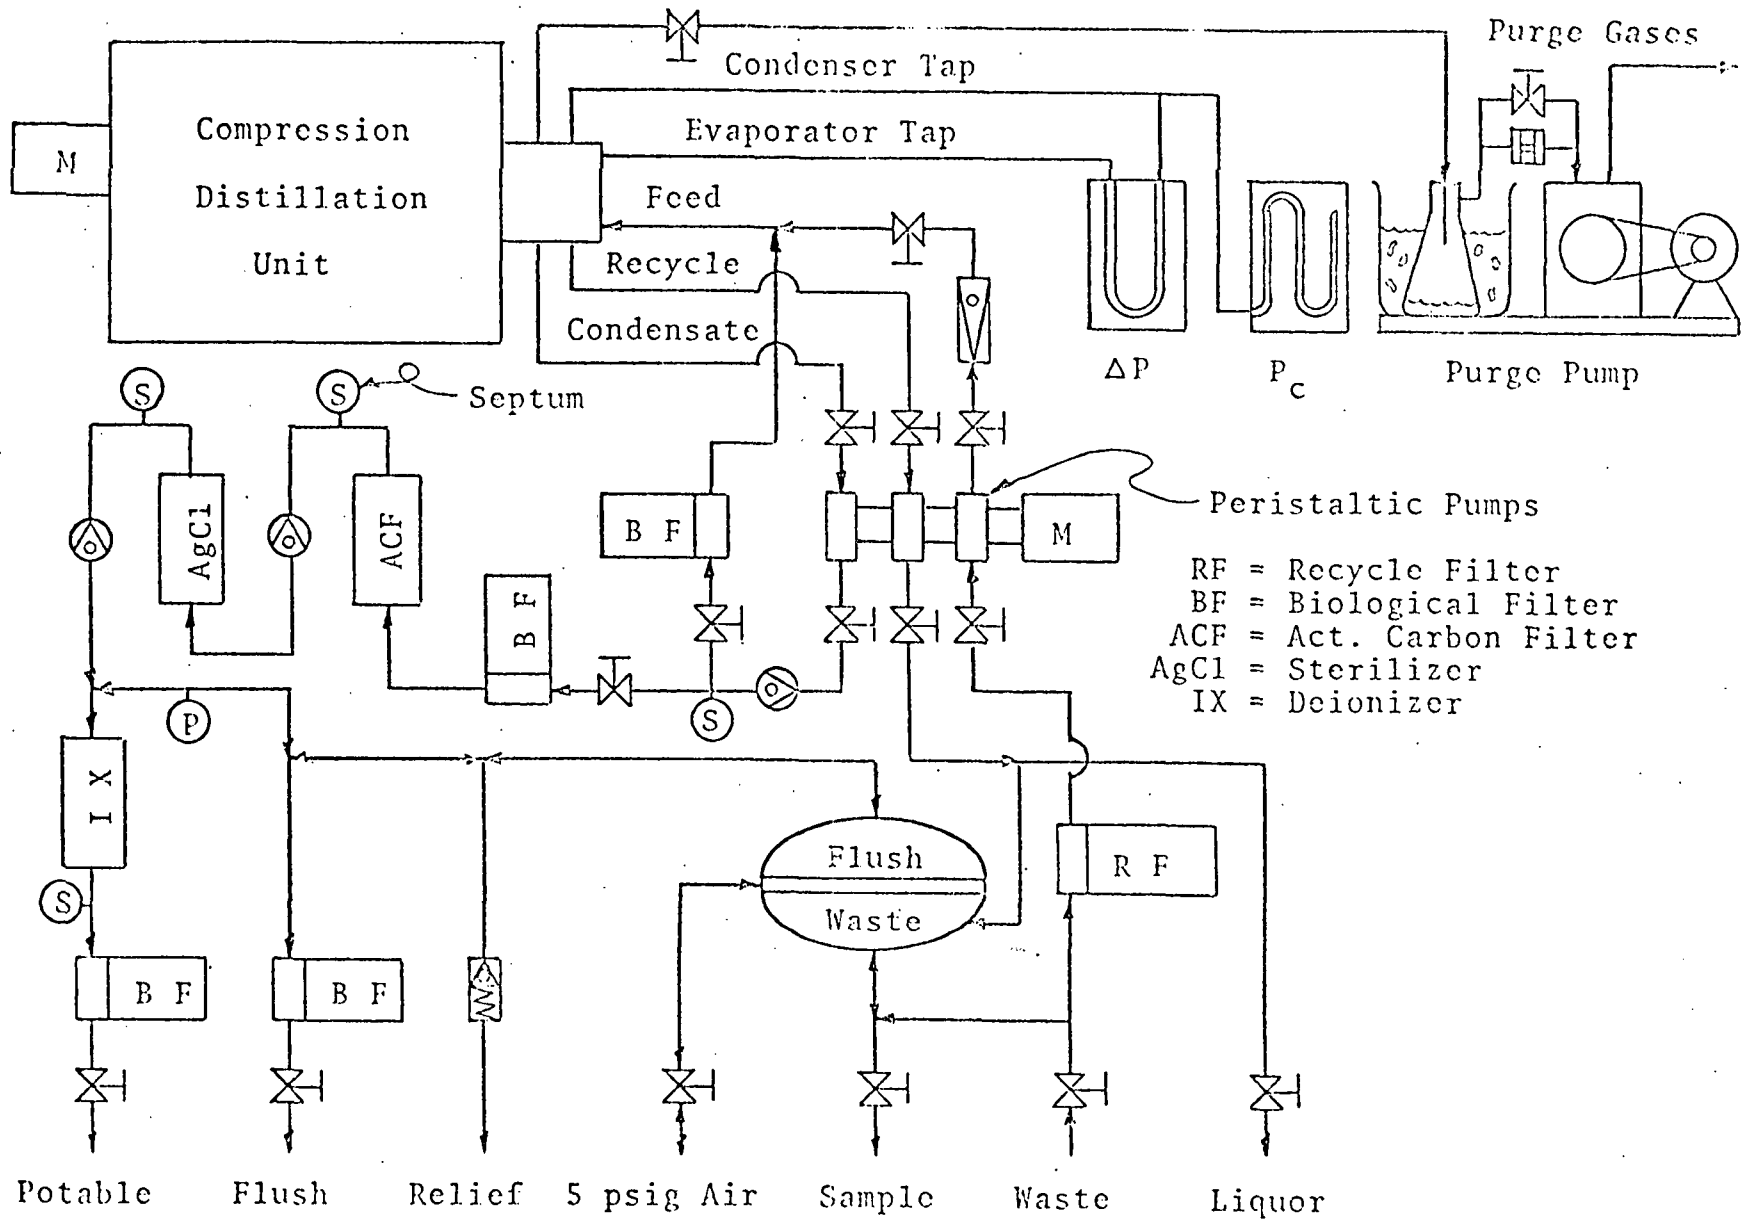 Purge Gases
Condenser Tap
Compression
Distillation
Unit
M
Evaporator Tap
Feed
Recycle
Condensate
ΔP
Pc
Purge Pump
S
S
Septum
AgCl
ACF
B F
B F
M
Peristaltic Pumps
RF = Recycle Filter
BF = Biological Filter
ACF = Act. Carbon Filter
AgCl = Sterilizer
IX = Deionizer
P
S
I X
S
Flush
Waste
R F
B F
B F
Potable
Flush
Relief
5 psig Air
Sample
Waste
Liquor